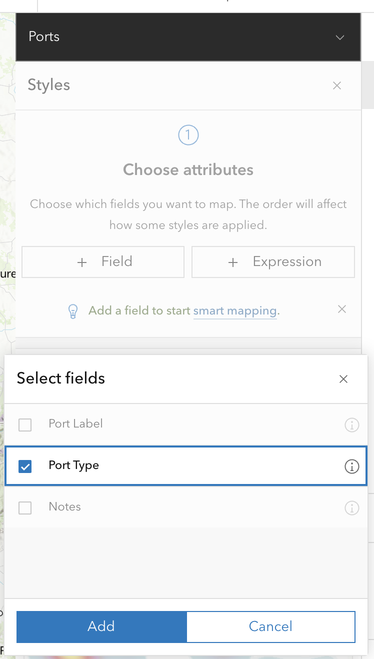 Ports
Styles
1
Choose attributes
Choose which fields you want to map. The order will affect
how some styles are applied.
+ Field
+ Expression
ure
Add a field to start smart mapping.
Select fields
Port Label
Port Type
Notes
Add
Cancel